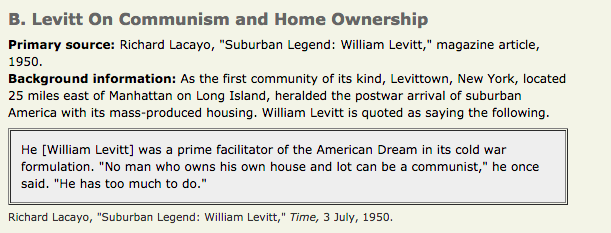 B. Levitt On Communism and Home Ownership
Primary source: Richard Lacayo, "Suburban Legend: William Levitt," magazine article,
1950.
Background information: As the first community of its kind, Levittown, New York, located
25 miles east of Manhattan on Long Island, heralded the postwar arrival of suburban
America with its mass-produced housing. William Levitt is quoted as saying the following.
He [William Levitt] was a prime facilitator of the American Dream in its cold war
formulation. "No man who owns his own house and lot can be a communist," he once
said. "He has too much to do."
Richard Lacayo, "Suburban Legend: William Levitt," Time, 3 July, 1950.